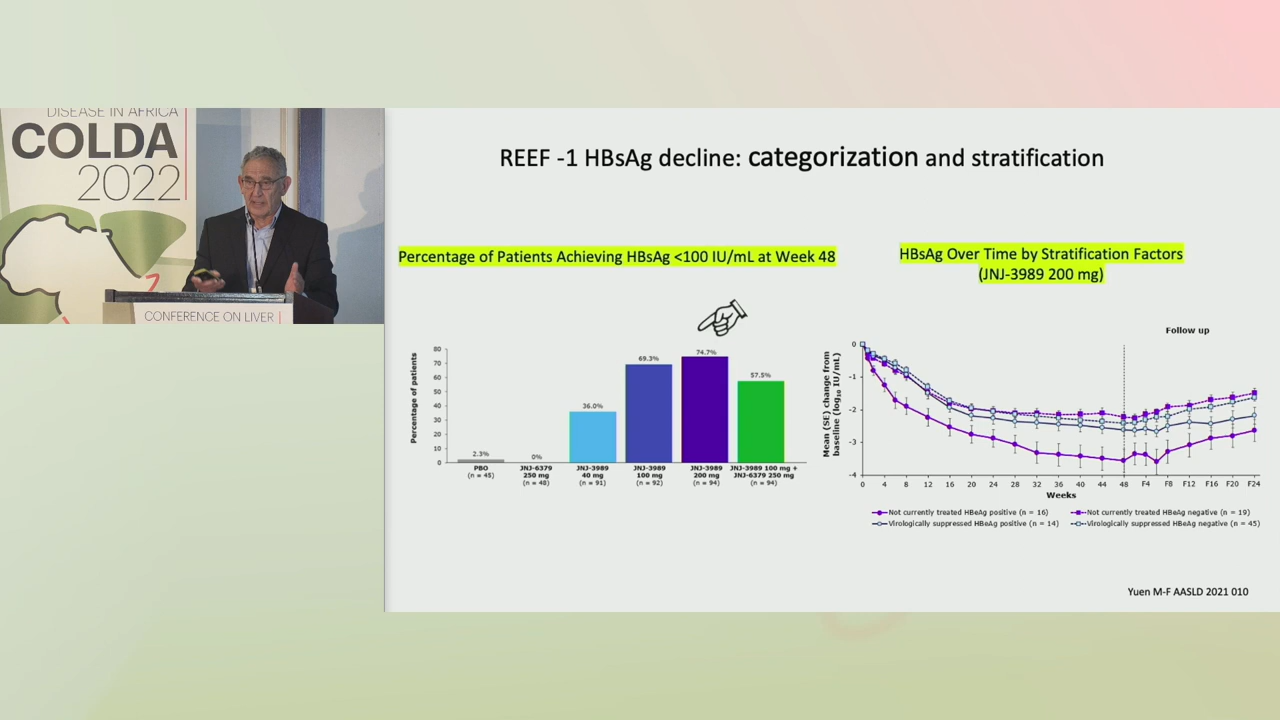 DISEASE IN AFRICA
COLDA
2022
CONFERENCE ON LIVER
REEF -1 HBsAg decline: categorization and stratification
Percentage of Patients Achieving HBsAg <100 IU/mL at Week 48
Percentage of patients
80
70
60
50
40
30
20
10
0
2.3%
0%
36.0%
69.3%
74.7%
57.5%
PBO
(n = 45)
JNJ-6379
250 mg
(n = 48)
JNJ-3989
40 mg
(n = 91)
JNJ-3989
100 mg
(n = 92)
JNJ-3989
200 mg
(n = 94)
JNJ-3989 100 mg +
JNJ-6379 250 mg
(n = 94)
HBsAg Over Time by Stratification Factors
(JNJ-3989 200 mg)
Follow up
Mean (SE) change from
baseline (log10 IU/mL)
0
-1
-2
-3
-4
0 4 8 12 16 20 24 28 32 36 40 44 48 F4 F8 F12 F16 F20 F24
Weeks
Not currently treated HBeAg positive (n = 16)
Not currently treated HBeAg negative (n = 19)
Virologically suppressed HBeAg positive (n = 14)
Virologically suppressed HBeAg negative (n = 45)
Yuen M-F AASLD 2021 010